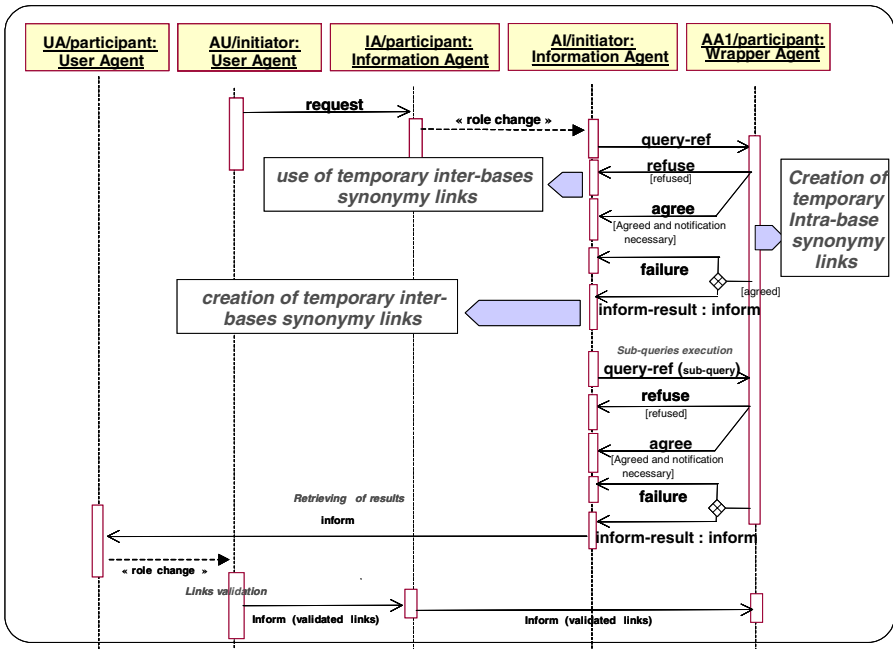 UA/participant:
User Agent
AU/initiator:
User Agent
IA/participant:
Information Agent
AI/initiator:
Information Agent
AA1/participant:
Wrapper Agent
request
« role change »
query-ref
refuse
[refused]
use of temporary inter-bases
synonymy links
Creation of
temporary
Intra-base
synonymy
links
agree
[Agreed and notification
necessary]
failure
[agreed]
creation of temporary inter-
bases synonymy links
inform-result : inform
Sub-queries execution
query-ref (sub-query)
refuse
[refused]
agree
[Agreed and notification
necessary]
failure
Retrieving of results
inform
inform-result : inform
« role change »
Links validation
Inform (validated links)
Inform (validated links)